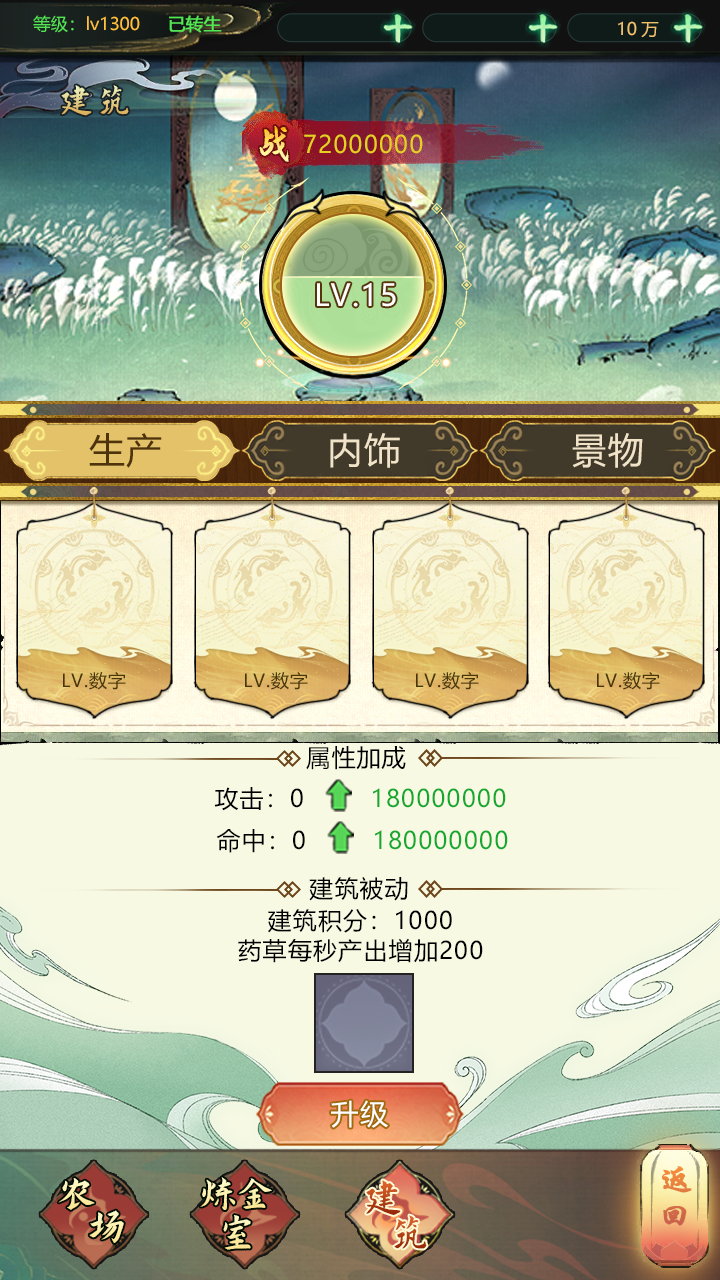 等级：lv1300 已转生 10万
建筑
战 72000000
LV.15
生产 内饰 景物
LV.数字 LV.数字 LV.数字 LV.数字
属性加成
攻击：0 180000000
命中：0 180000000
建筑被动
建筑积分：1000
药草每秒产出增加200
升级
农场 炼金室 建筑 返回